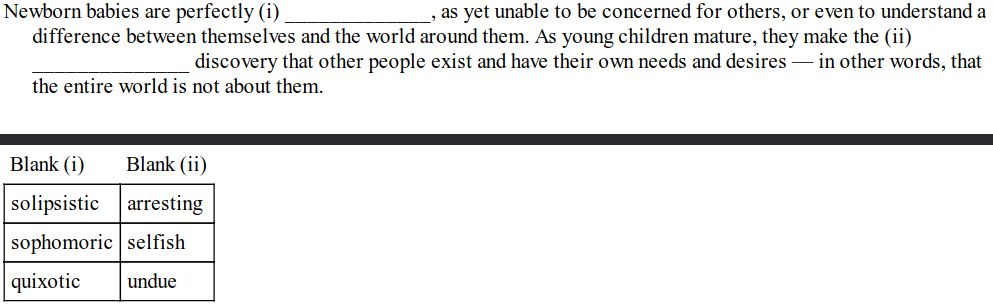 Newborn babies are perfectly (i) ______________, as yet unable to be concerned for others, or even to understand a
difference between themselves and the world around them. As young children mature, they make the (ii)
_______________ discovery that other people exist and have their own needs and desires — in other words, that
the entire world is not about them.
Blank (i) Blank (ii)
solipsistic arresting
sophomoric selfish
quixotic undue